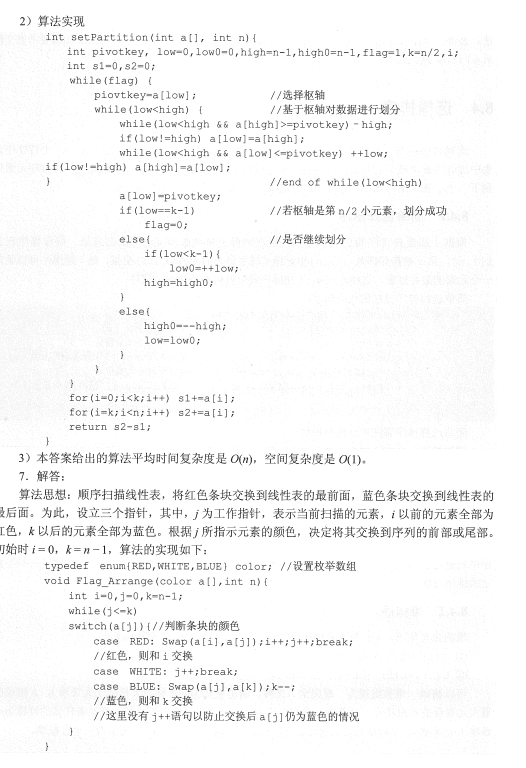 2）算法实现
int setPartition(int a[], int n){
int pivotkey, low=0,low0=0,high=n-1,high0=n-1,flag=1,k=n/2,i;
int s1=0,s2=0;
while(flag) {
piovtkey=a[low]; //选择枢轴
while(low<high) { //基于枢轴对数据进行划分
while(low<high && a[high]>=pivotkey) -high;
if(low!=high) a[low]=a[high];
while(low<high && a[low]<=pivotkey) ++low;
if(low!=high) a[high]=a[low];
} //end of while(low<high)
a[low]=pivotkey;
if(low==k-1) //若枢轴是第 n/2 小元素，划分成功
flag=0;
else{ //是否继续划分
if(low<k-1){
low0=++low;
high=high0;
}
else{
high0=--high;
low=low0;
}
}
}
for(i=0;i<k;i++) s1+=a[i];
for(i=k;i<n;i++) s2+=a[i];
return s2-s1;
}
3）本答案给出的算法平均时间复杂度是 O(n)，空间复杂度是 O(1)。
7．解答：
算法思想：顺序扫描线性表，将红色条块交换到线性表的最前面，蓝色条块交换到线性表的
最后面。为此，设立三个指针，其中，j 为工作指针，表示当前扫描的元素，i 以前的元素全部为
红色，k 以后的元素全部为蓝色。根据 j 所指示元素的颜色，决定将其交换到序列的前部或尾部。
初始时 i=0，k=n-1，算法的实现如下：
typedef enum{RED,WHITE,BLUE} color; //设置枚举数组
void Flag_Arrange(color a[],int n){
int i=0,j=0,k=n-1;
while(j<=k)
switch(a[j]){//判断条块的颜色
case RED: Swap(a[i],a[j]);i++;j++;break;
//红色，则和 i 交换
case WHITE: j++;break;
case BLUE: Swap(a[j],a[k]);k--;
//蓝色，则和 k 交换
//这里没有 j++语句以防止交换后 a[j]仍为蓝色的情况
}
}